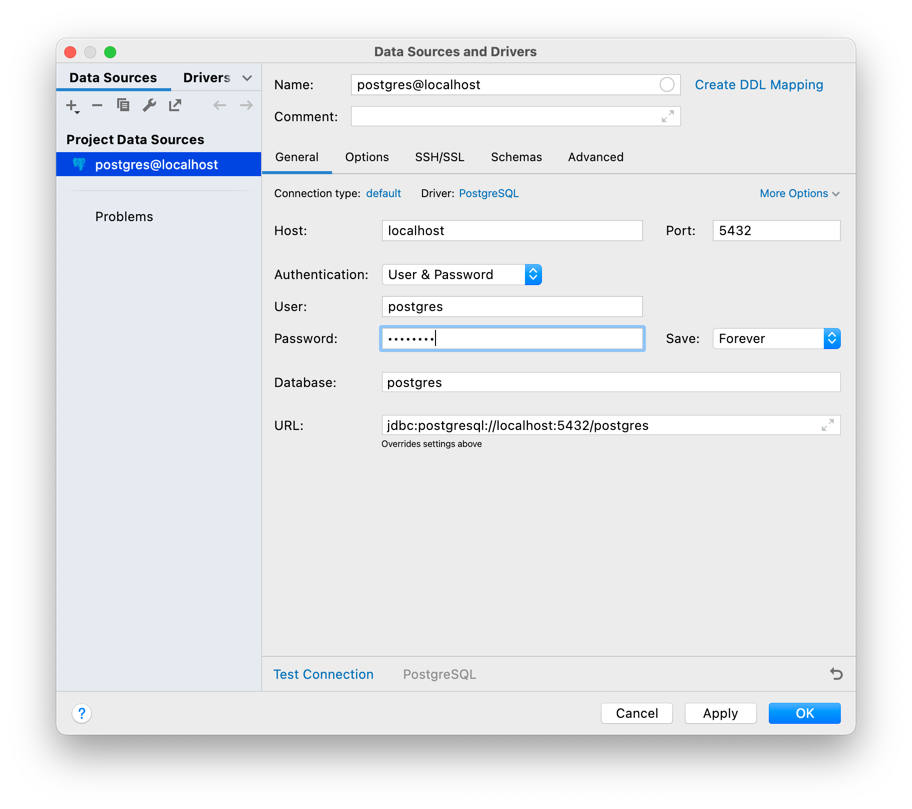 Data Sources and Drivers
Data Sources Drivers
Project Data Sources
postgres@localhost
Problems
Name: postgres@localhost Create DDL Mapping
Comment:
General Options SSH/SSL Schemas Advanced
Connection type: default Driver: PostgreSQL More Options
Host: localhost Port: 5432
Authentication: User & Password
User: postgres
Password: •••••••• Save: Forever
Database: postgres
URL: jdbc:postgresql://localhost:5432/postgres
Overrides settings above
Test Connection PostgreSQL
? Cancel Apply OK